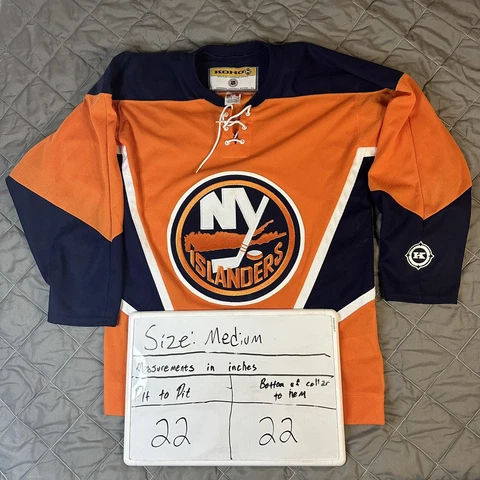 KOHO
NY
ISLANDERS
K
Size: Medium
Measurements in inches
Pit to Pit
Bottom of collar
to hem
22
22